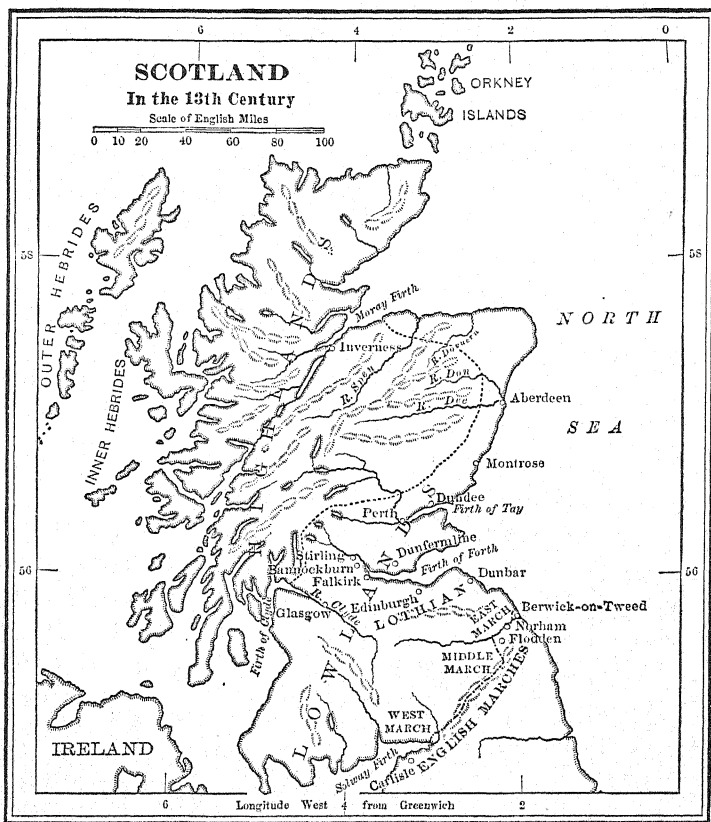 6 4 2 0
SCOTLAND
In the 13th Century
Scale of English Miles
0 10 20 40 60 80 100
ORKNEY
ISLANDS
OUTER HEBRIDES
58 58
NORTH
SEA
INNER HEBRIDES
HIGHLANDS
Moray Firth
Inverness
R. Spey
R. Don
R. Dee
Aberdeen
Montrose
Dundee
Perth
Firth of Tay
LOWLANDS
Dunfermline
Stirling
Bannockburn
Firth of Forth
56 56
Falkirk
Dunbar
Edinburgh
R. Clyde
LOTHIAN
Glasgow
Firth of Clyde
EAST
MARCH
Berwick-on-Tweed
Norham
Flodden
MIDDLE
MARCH
ENGLISH MARCHES
WEST
MARCH
IRELAND
Solway Firth
Carlisle
6 4 2
Longitude West from Greenwich